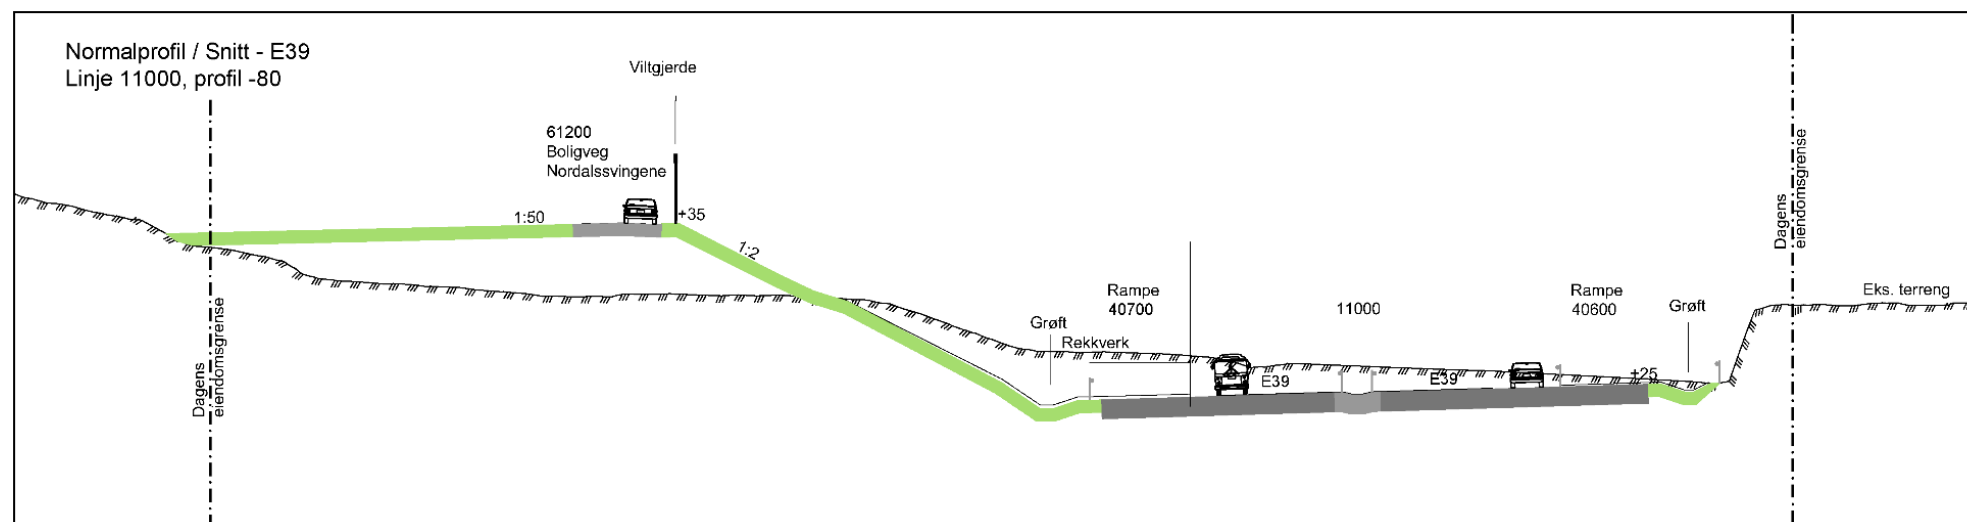 Normalprofil / Snitt - E39
Linje 11000, profil -80
Viltgjerde
61200
Boligveg
Nordalssvingene
1:50
+35
1:2
Dagens
eiendomsgrense
Grøft
Rekkverk
Rampe
40700
E39
11000
E39
Rampe
40600
+25
Grøft
Dagens
eiendomsgrense
Eks. terreng